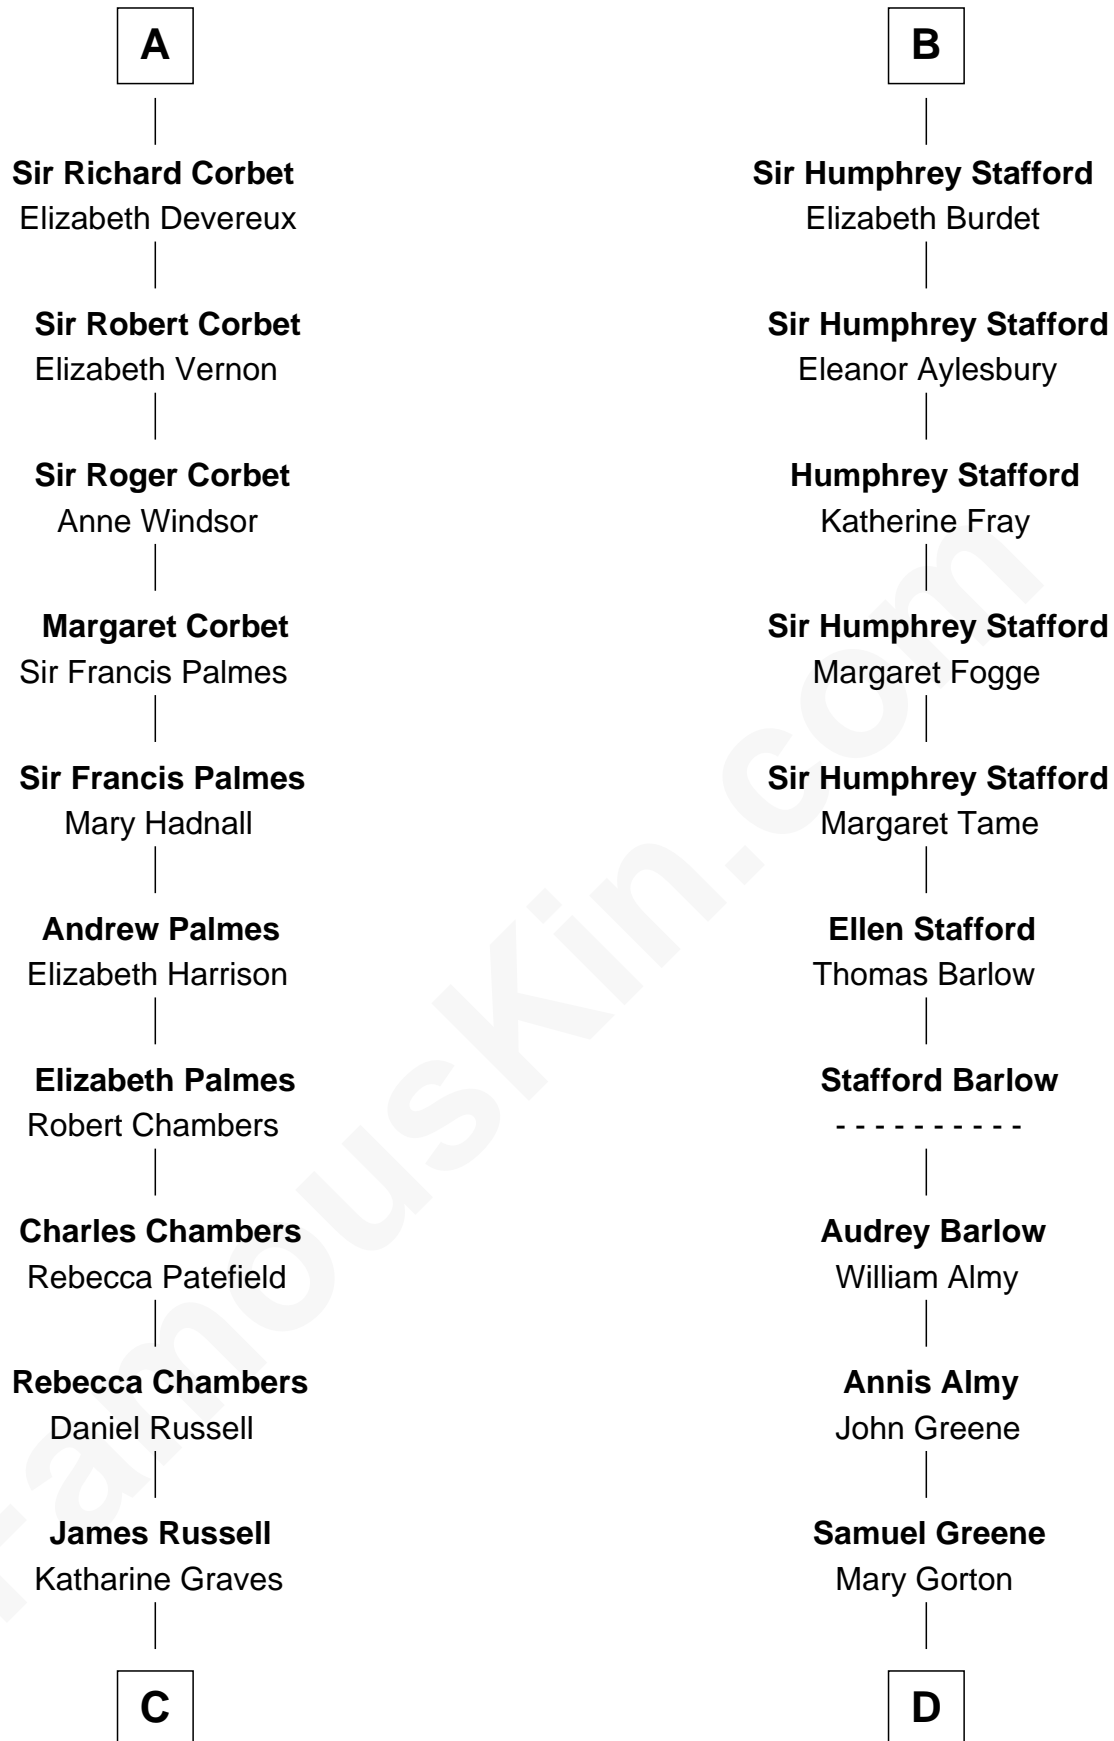 A
Sir Richard Corbet
Elizabeth Devereux
Sir Robert Corbet
Elizabeth Vernon
Sir Roger Corbet
Anne Windsor
Margaret Corbet
Sir Francis Palmes
Sir Francis Palmes
Mary Hadnall
Andrew Palmes
Elizabeth Harrison
Elizabeth Palmes
Robert Chambers
Charles Chambers
Rebecca Patefield
Rebecca Chambers
Daniel Russell
James Russell
Katharine Graves
C
B
Sir Humphrey Stafford
Elizabeth Burdet
Sir Humphrey Stafford
Eleanor Aylesbury
Humphrey Stafford
Katherine Fray
Sir Humphrey Stafford
Margaret Fogge
Sir Humphrey Stafford
Margaret Tame
Ellen Stafford
Thomas Barlow
Stafford Barlow
- - - - - - - - - -
Audrey Barlow
William Almy
Annis Almy
John Greene
Samuel Greene
Mary Gorton
D
FamousKin.com